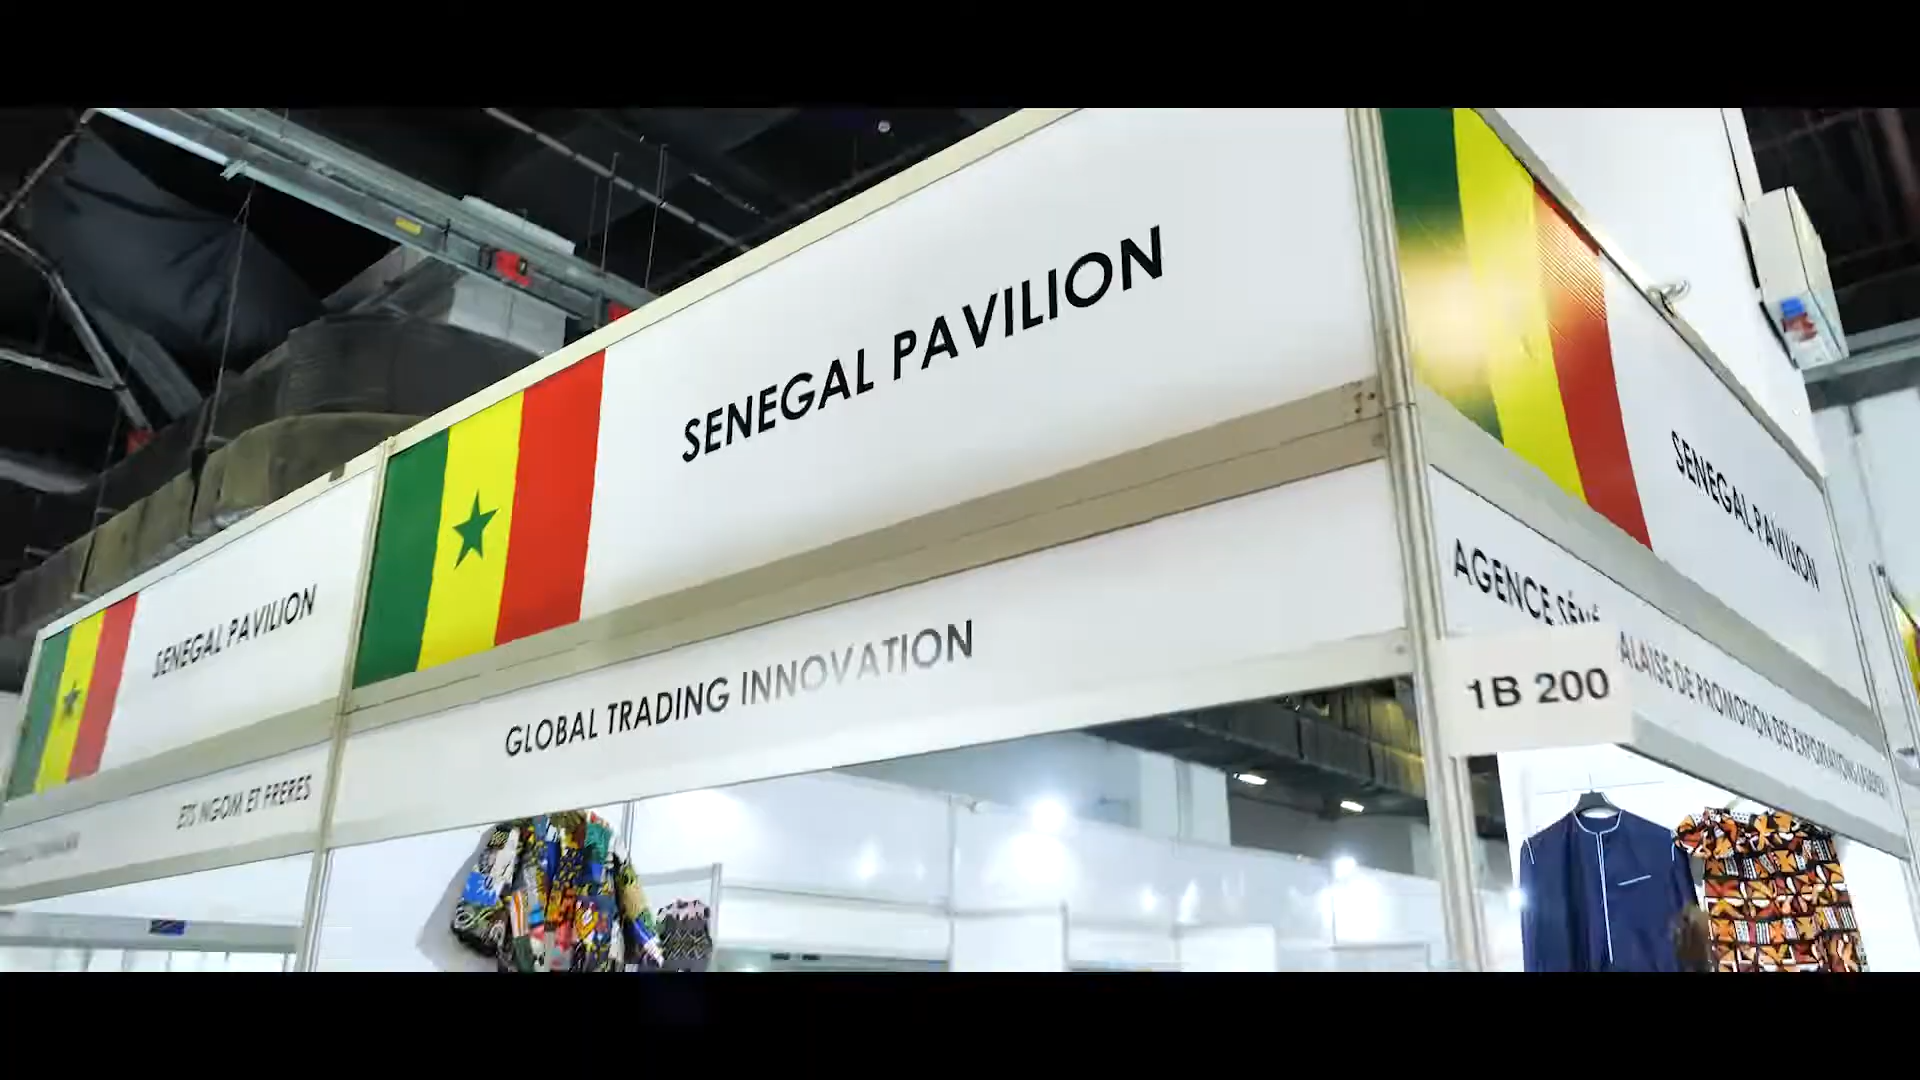 SENEGAL PAVILION
GLOBAL TRADING INNOVATION
SENEGAL PAVILION
ETS NGOM ET FRERES
SENEGAL PAVILION
AGENCE
ALAISE DE PROMOTION DES EXPORTATIONS
1B 200